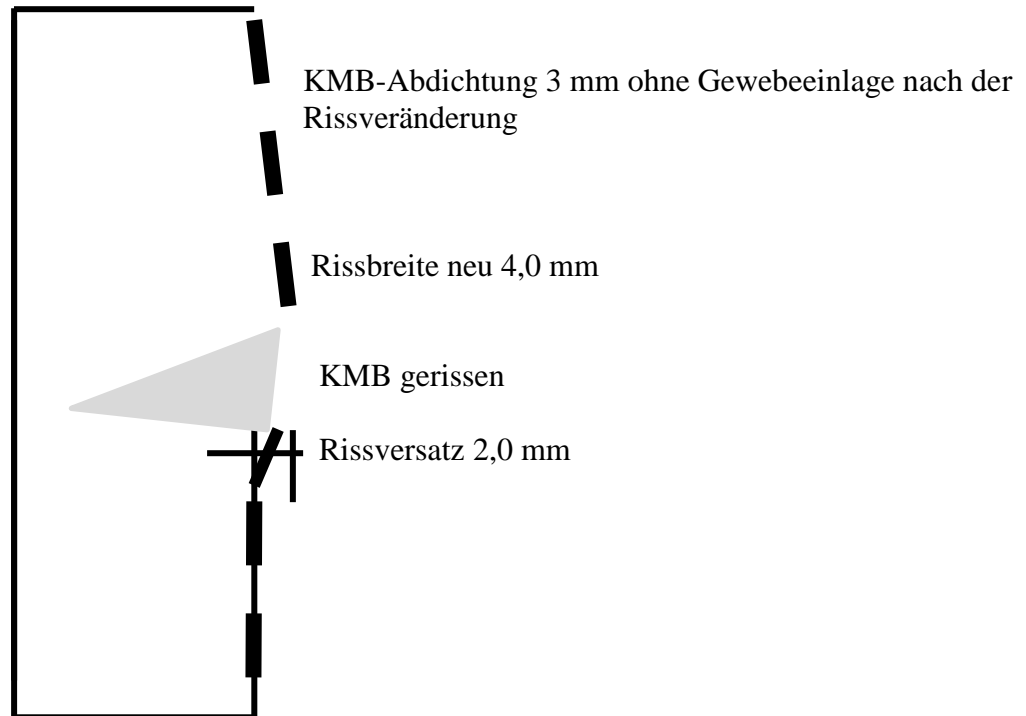 KMB-Abdichtung 3 mm ohne Gewebeeinlage nach der
Rissveränderung
Rissbreite neu 4,0 mm
KMB gerissen
Rissversatz 2,0 mm